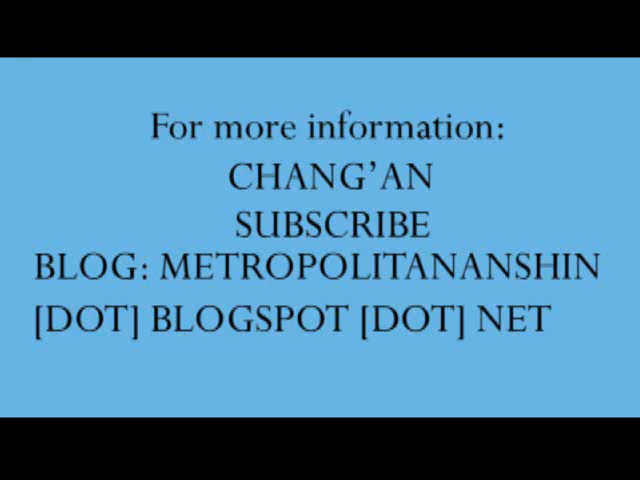 For more information:
CHANG’AN
SUBSCRIBE
BLOG: METROPOLITANANSHIN
[DOT] BLOGSPOT [DOT] NET